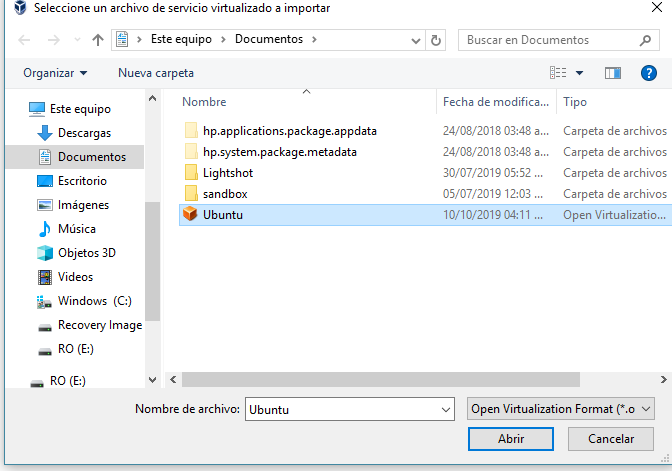 Seleccione un archivo de servicio virtualizado a importar
Este equipo > Documentos >
Buscar en Documentos
Organizar Nueva carpeta
Nombre Fecha de modifica... Tipo
Este equipo
Descargas
Documentos
Escritorio
Imágenes
Música
Objetos 3D
Videos
Windows (C:)
Recovery Image
RO (E:)
RO (E:)
hp.applications.package.appdata 24/08/2018 03:48 a... Carpeta de archivos
hp.system.package.metadata 24/08/2018 03:48 a... Carpeta de archivos
Lightshot 30/07/2019 05:52 ... Carpeta de archivos
sandbox 05/07/2019 12:03 ... Carpeta de archivos
Ubuntu 10/10/2019 04:11 ... Open Virtualizatio...
Nombre de archivo: Ubuntu Open Virtualization Format (*.o
Abrir Cancelar